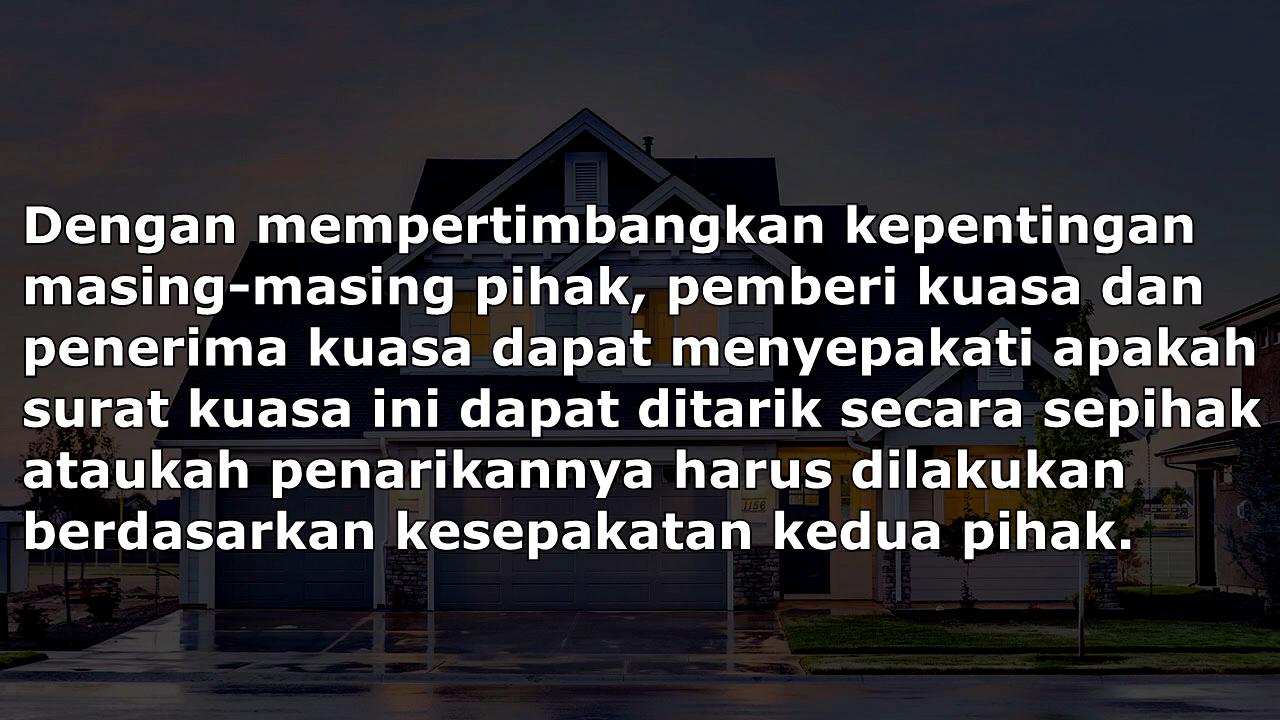 Dengan mempertimbangkan kepentingan
masing-masing pihak, pemberi kuasa dan
penerima kuasa dapat menyepakati apakah
surat kuasa ini dapat ditarik secara sepihak
ataukah penarikannya harus dilakukan
berdasarkan kesepakatan kedua pihak.
1156